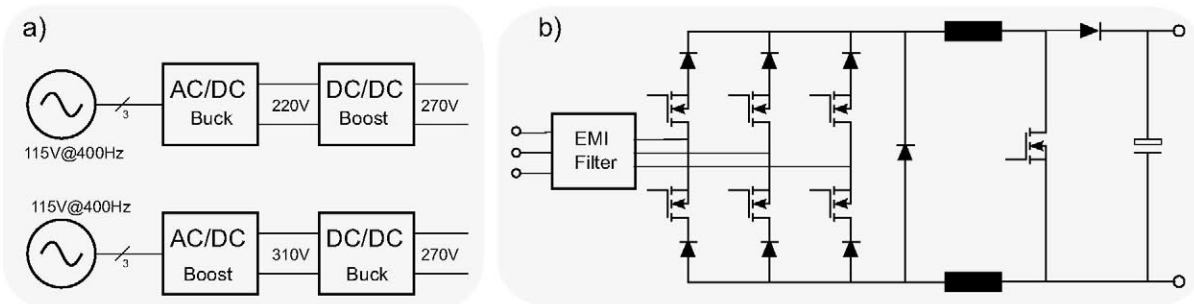 a)
AC/DC
Buck
220V
DC/DC
Boost
270V
3
115V@400Hz
115V@400Hz
AC/DC
Boost
310V
DC/DC
Buck
270V
3
b)
EMI
Filter